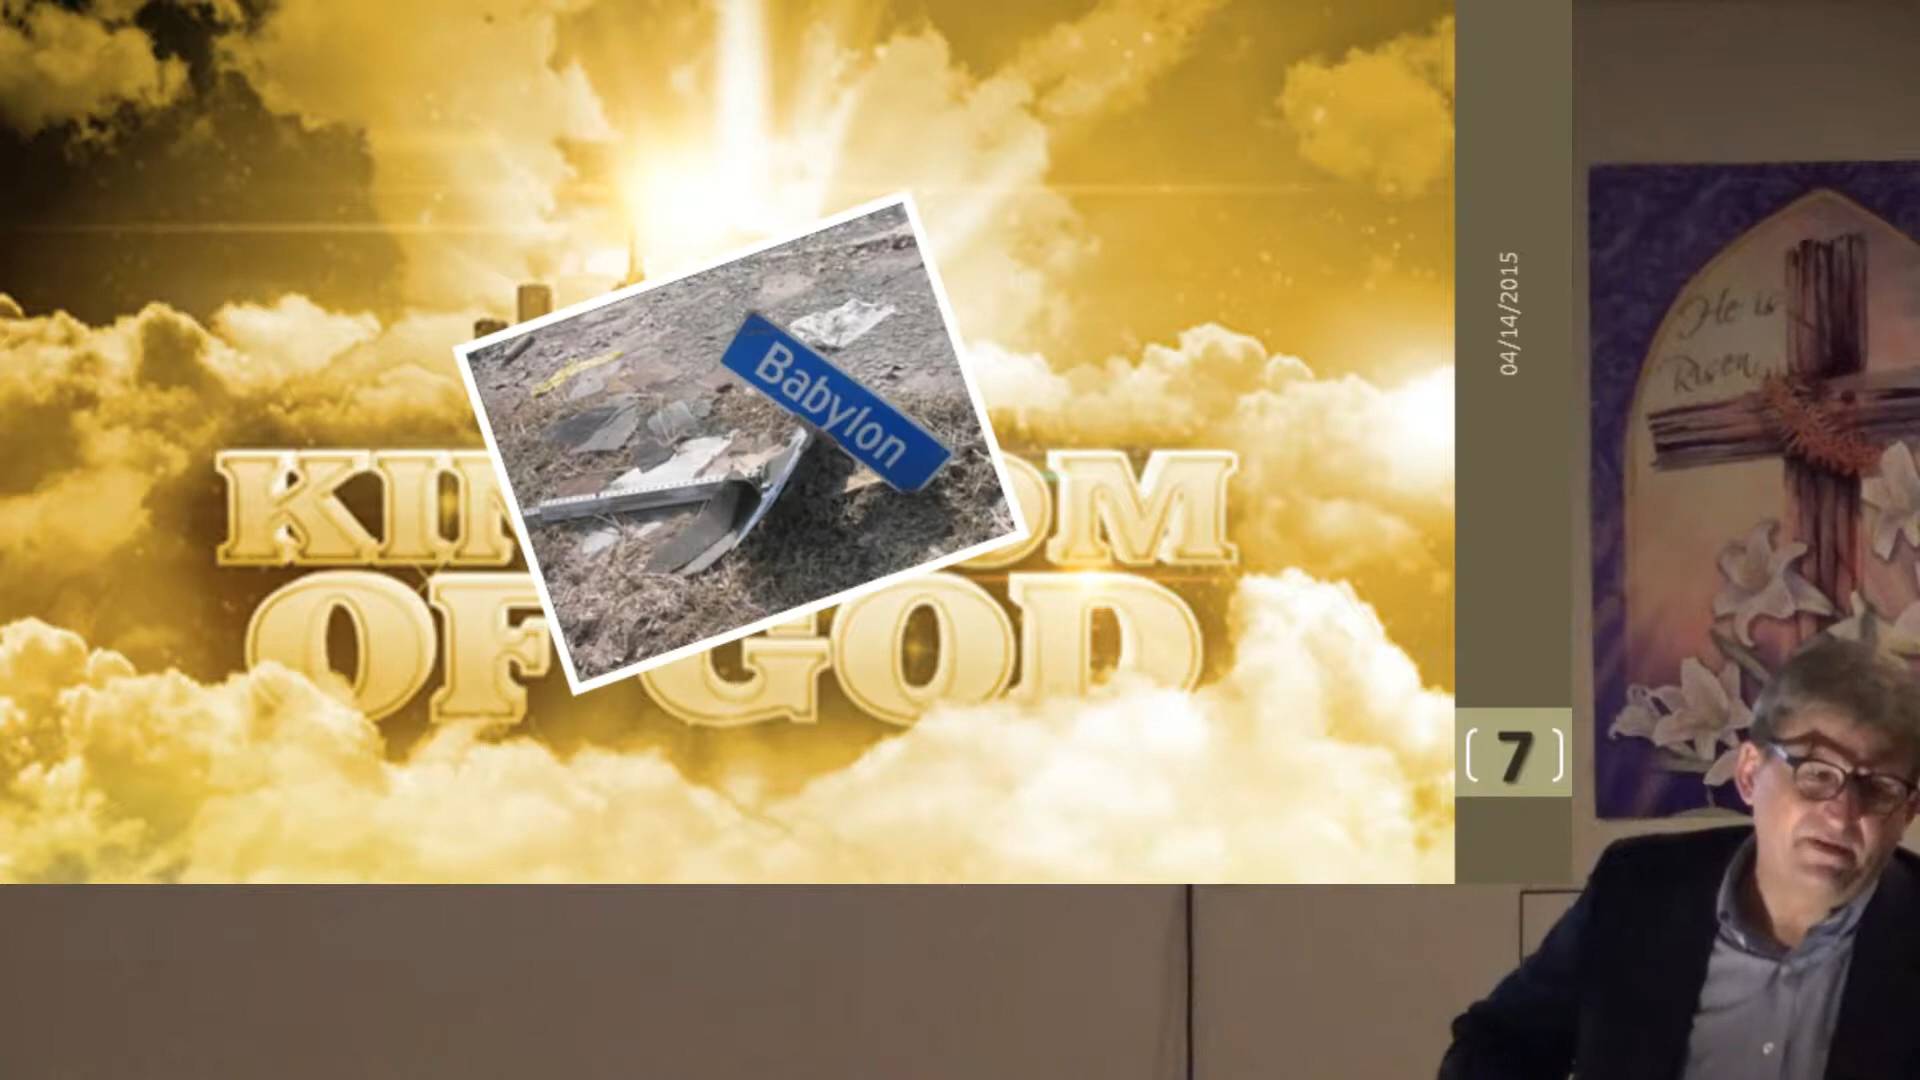 KIN OM
OF GOD
Babylon
04/14/2015
[ 7 ]
He is
Risen